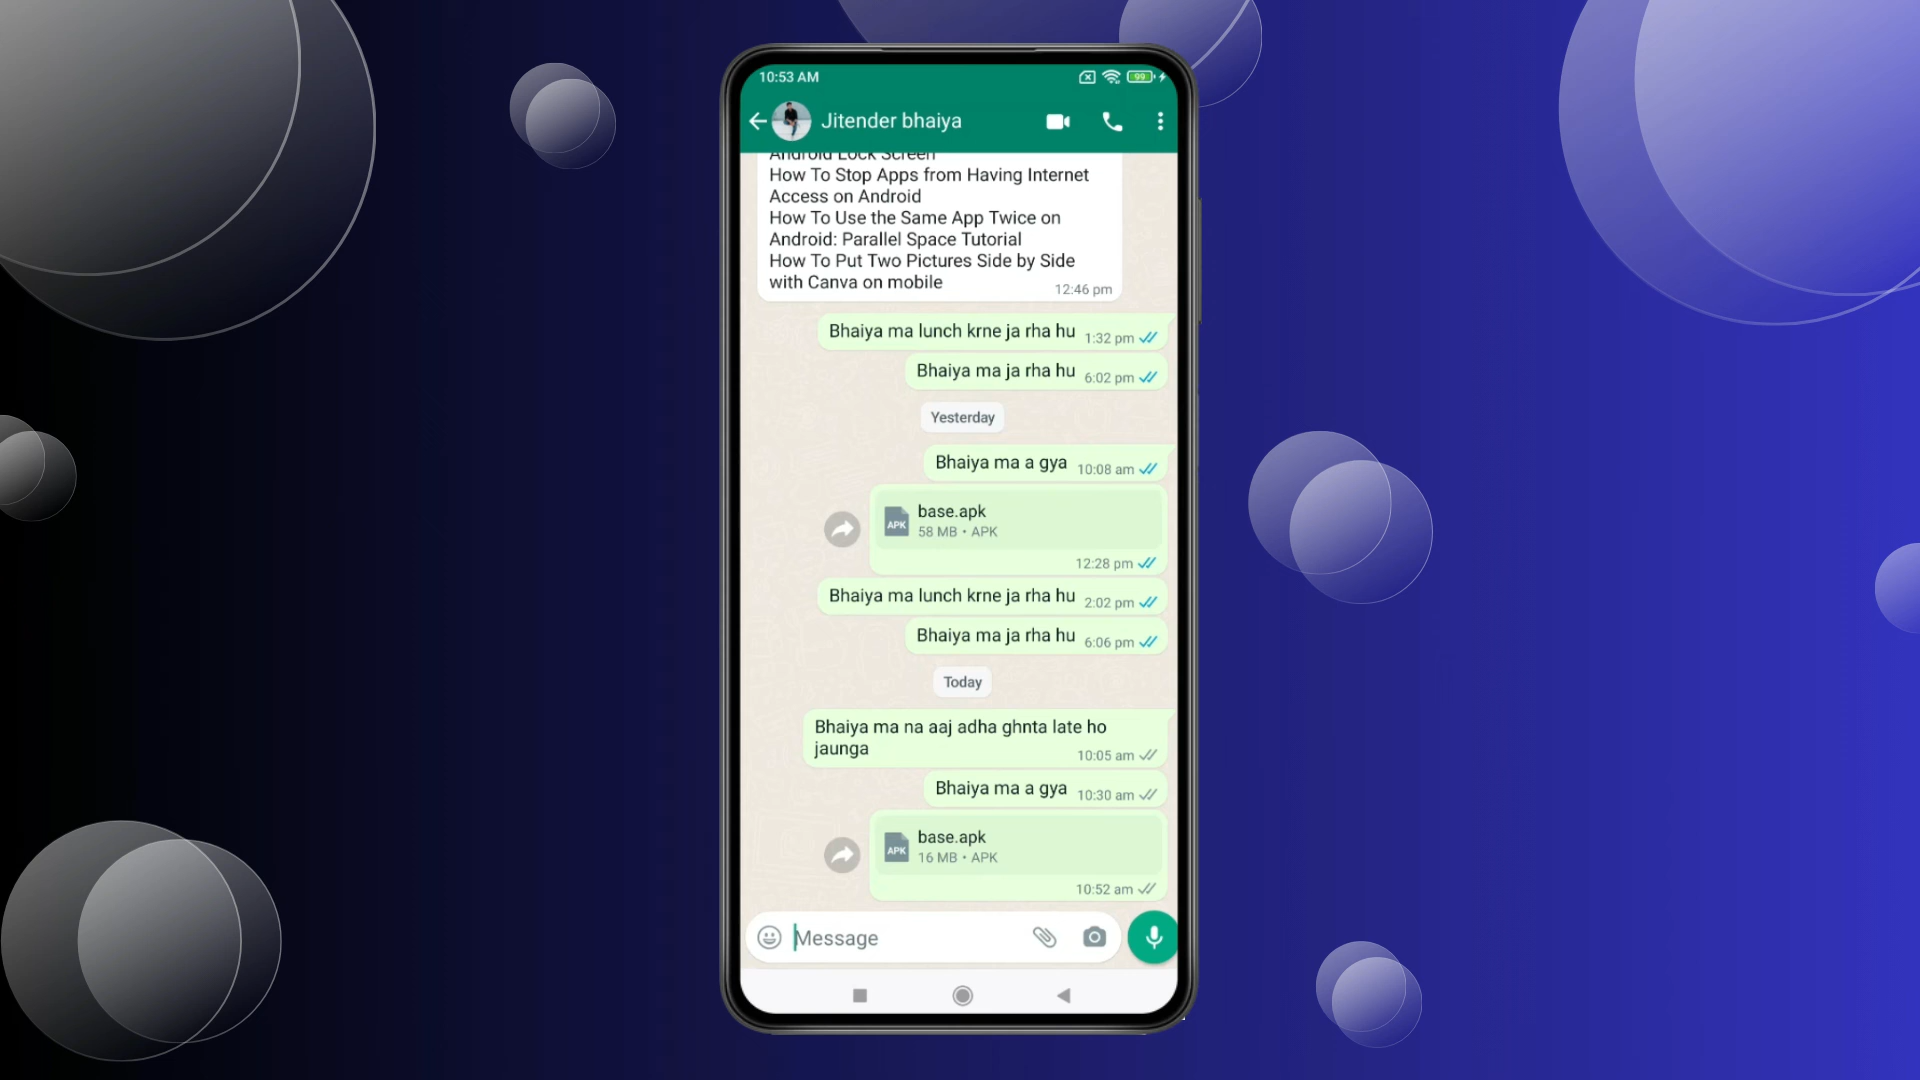 10:53 AM
99
Jitender bhaiya
Android Lock Screen
How To Stop Apps from Having Internet
Access on Android
How To Use the Same App Twice on
Android: Parallel Space Tutorial
How To Put Two Pictures Side by Side
with Canva on mobile
12:46 pm
Bhaiya ma lunch krne ja rha hu 1:32 pm
Bhaiya ma ja rha hu 6:02 pm
Yesterday
Bhaiya ma a gya 10:08 am
base.apk
APK
58 MB • APK
12:28 pm
Bhaiya ma lunch krne ja rha hu 2:02 pm
Bhaiya ma ja rha hu 6:06 pm
Today
Bhaiya ma na aaj adha ghnta late ho
jaunga
10:05 am
Bhaiya ma a gya 10:30 am
base.apk
APK
16 MB • APK
10:52 am
Message